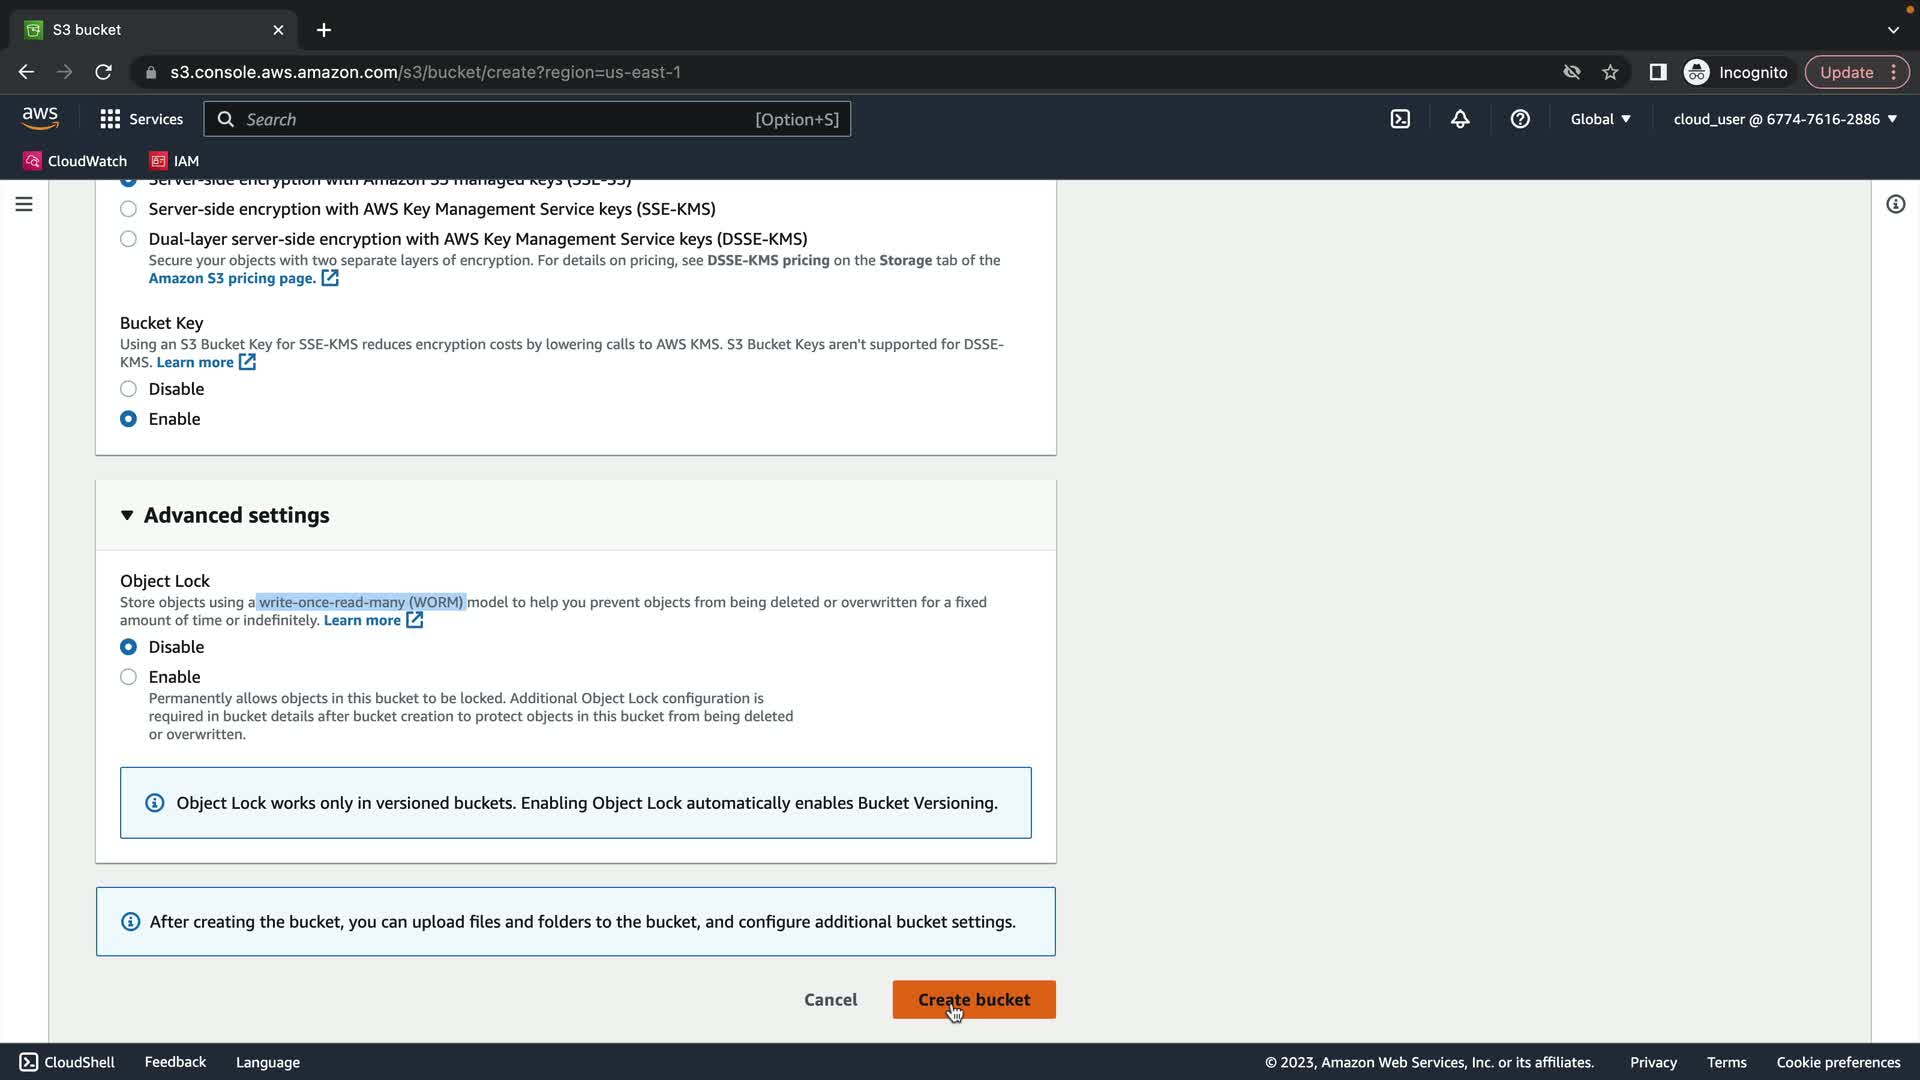 S3 bucket
s3.console.aws.amazon.com/s3/bucket/create?region=us-east-1
Incognito
Update
aws
Services
Search
[Option+S]
Global
cloud_user @ 6774-7616-2886
CloudWatch
IAM
Server-side encryption with Amazon S3 managed keys (SSE-S3)
Server-side encryption with AWS Key Management Service keys (SSE-KMS)
Dual-layer server-side encryption with AWS Key Management Service keys (DSSE-KMS)
Secure your objects with two separate layers of encryption. For details on pricing, see DSSE-KMS pricing on the Storage tab of the
Amazon S3 pricing page.
Bucket Key
Using an S3 Bucket Key for SSE-KMS reduces encryption costs by lowering calls to AWS KMS. S3 Bucket Keys aren't supported for DSSE-
KMS. Learn more
Disable
Enable
Advanced settings
Object Lock
Store objects using a write-once-read-many (WORM) model to help you prevent objects from being deleted or overwritten for a fixed
amount of time or indefinitely. Learn more
Disable
Enable
Permanently allows objects in this bucket to be locked. Additional Object Lock configuration is
required in bucket details after bucket creation to protect objects in this bucket from being deleted
or overwritten.
Object Lock works only in versioned buckets. Enabling Object Lock automatically enables Bucket Versioning.
After creating the bucket, you can upload files and folders to the bucket, and configure additional bucket settings.
Cancel
Create bucket
CloudShell
Feedback
Language
© 2023, Amazon Web Services, Inc. or its affiliates.
Privacy
Terms
Cookie preferences